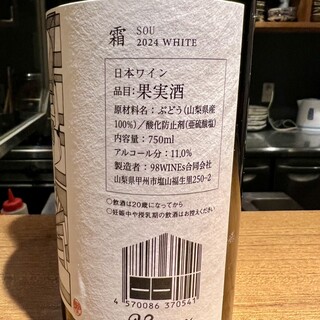 霜 SOU
2024 WHITE
日本ワイン
品目:果実酒
原材料名:ぶどう(山梨県産
100%)/酸化防止剤(亜硫酸塩)
内容量:750ml
アルコール分:11.0%
製造者:98WINEs合同会社
山梨県甲州市塩山福生里250-2
○飲酒は20歳になってから
○妊娠中や授乳期の飲酒はお控えください
4 570086 370541